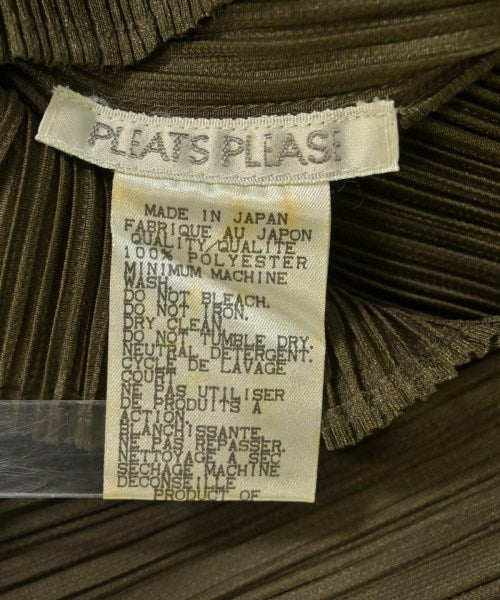 PLEATS PLEASE
MADE IN JAPAN
FABRIQUE AU JAPON
QUALITY/QUALITE
100% POLYESTER
MINIMUM MACHINE
WASH.
DO NOT BLEACH.
DO NOT IRON.
DRY CLEAN.
DO NOT TUMBLE DRY.
NEUTRAL DETERGENT.
CYCLE DE LAVAGE
COURT.
NE PAS UTILISER
DE PRODUITS A
ACTION
BLANCHISSANTE.
NE PAS REPASSER.
NETTOYAGE A SEC
SECHAGE MACHINE
DECONSEILLE
PRODUCT OF